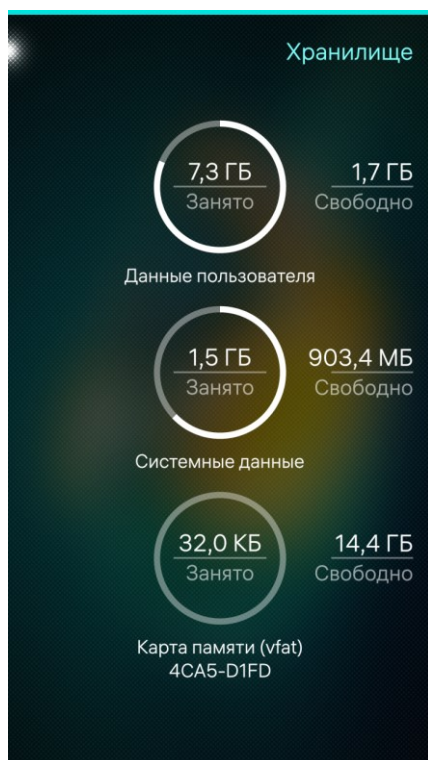 Хранилище
7,3 ГБ
Занято
1,7 ГБ
Свободно
Данные пользователя
1,5 ГБ
Занято
903,4 МБ
Свободно
Системные данные
32,0 КБ
Занято
14,4 ГБ
Свободно
Карта памяти (vfat)
4CA5-D1FD